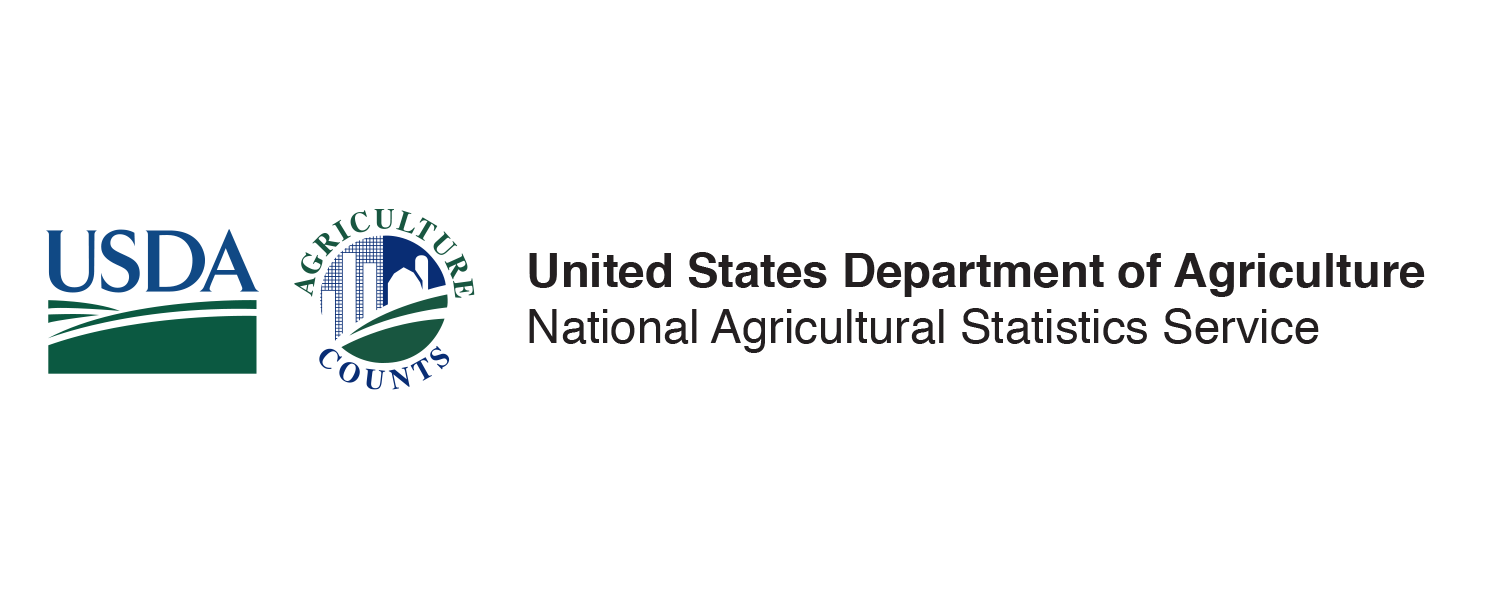 USDA
AGRICULTURE
COUNTS
United States Department of Agriculture
National Agricultural Statistics Service